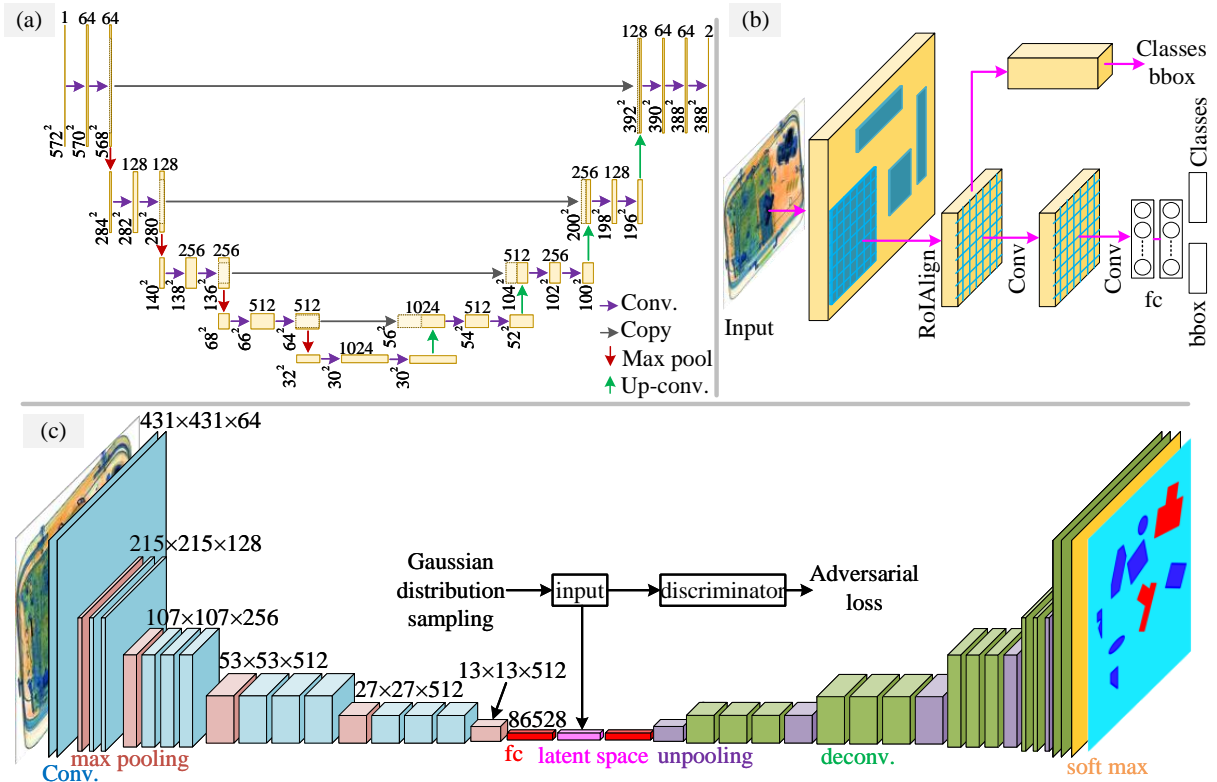 (a)
1 64 64
128 64 64 2
572² 570² 568²
392² 390² 388² 388²
128 128
256 128
284² 282² 280²
200² 198² 196²
256 256
512 256
140² 138² 136²
104² 102² 100²
512 512
1024 512
68² 66² 64²
56² 54² 52²
1024
32² 30² 30²
Conv.
Copy
Max pool
Up-conv.
(b)
Input
RoIAlign
Conv
Conv
fc
Classes
bbox
Classes
bbox
(c)
431×431×64
215×215×128
107×107×256
53×53×512
27×27×512
13×13×512
86528
Gaussian
distribution
sampling
input
discriminator
Adversarial
loss
Conv.
max pooling
fc
latent space
unpooling
deconv.
soft max